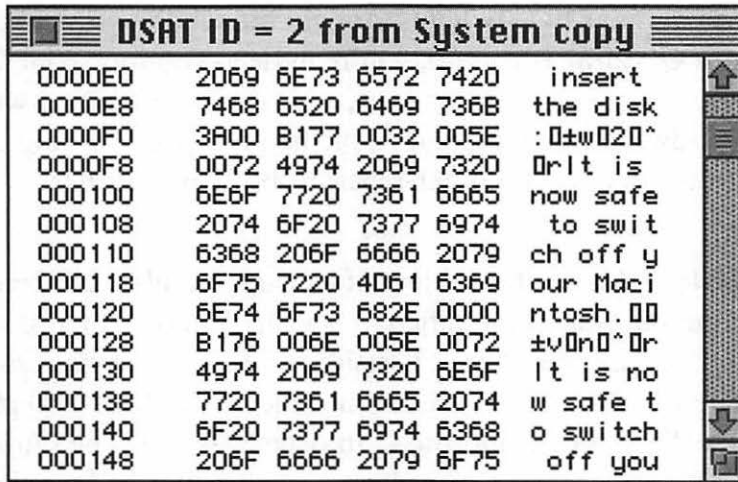 DSAT ID = 2 from System copy
0000E0 2069 6E73 6572 7420 insert
0000E8 7468 6520 6469 736B the disk
0000F0 3A00 B177 0032 005E :▯±w▯2▯^
0000F8 0072 4974 2069 7320 ▯rIt is
000100 6E6F 7720 7361 6665 now safe
000108 2074 6F20 7377 6974 to swit
000110 6368 206F 6666 2079 ch off y
000118 6F75 7220 4D61 6369 our Maci
000120 6E74 6F73 682E 0000 ntosh.▯▯
000128 B176 006E 005E 0072 ±v▯n▯^▯r
000130 4974 2069 7320 6E6F It is no
000138 7720 7361 6665 2074 w safe t
000140 6F20 7377 6974 6368 o switch
000148 206F 6666 2079 6F75 off you